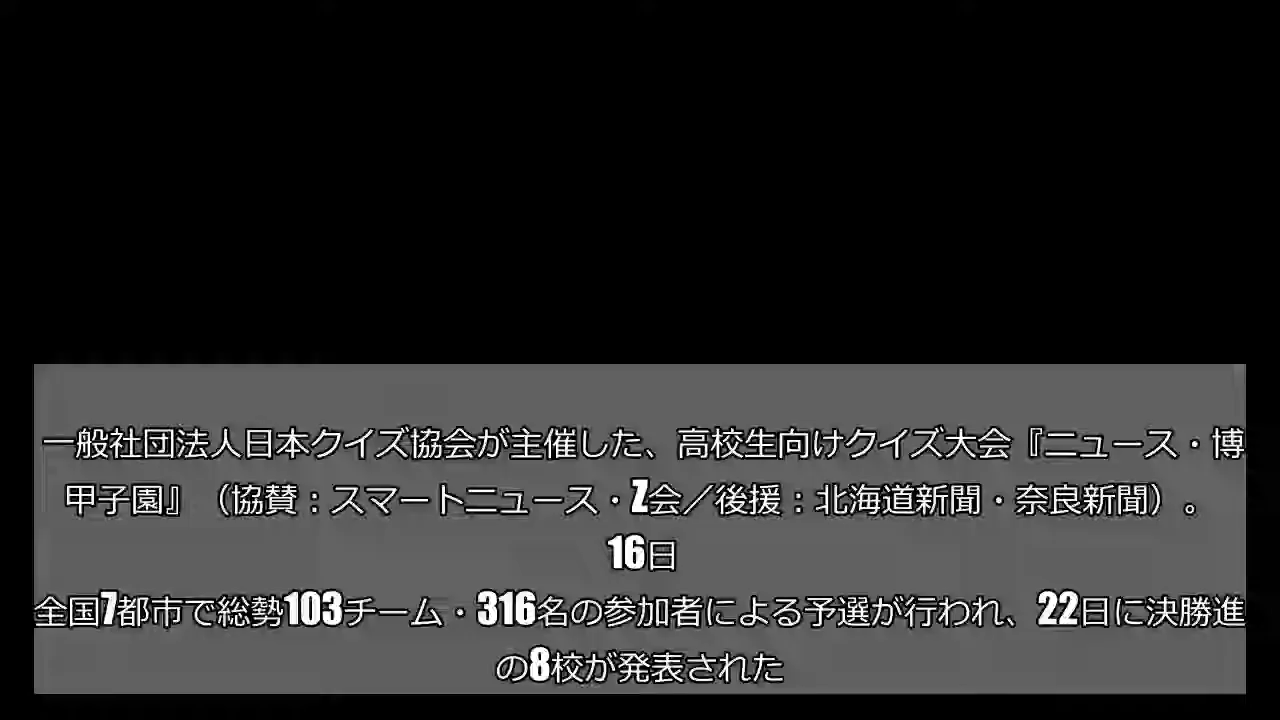 一般社団法人日本クイズ協会が主催した、高校生向けクイズ大会『ニュース・博
甲子園』（協賛：スマートニュース・Z会／後援：北海道新聞・奈良新聞）。
16日
全国7都市で総勢103チーム・316名の参加者による予選が行われ、22日に決勝進
の8校が発表された